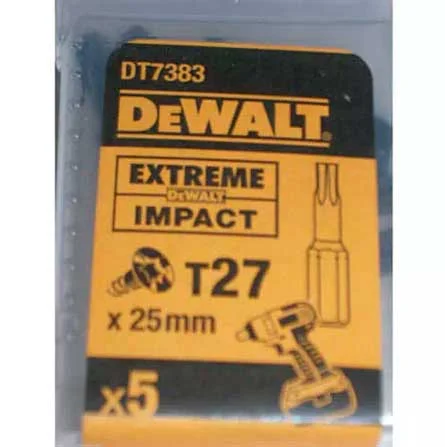 DT7383
DEWALT®
EXTREME
DEWALT
IMPACT
T27
x 25mm
x5